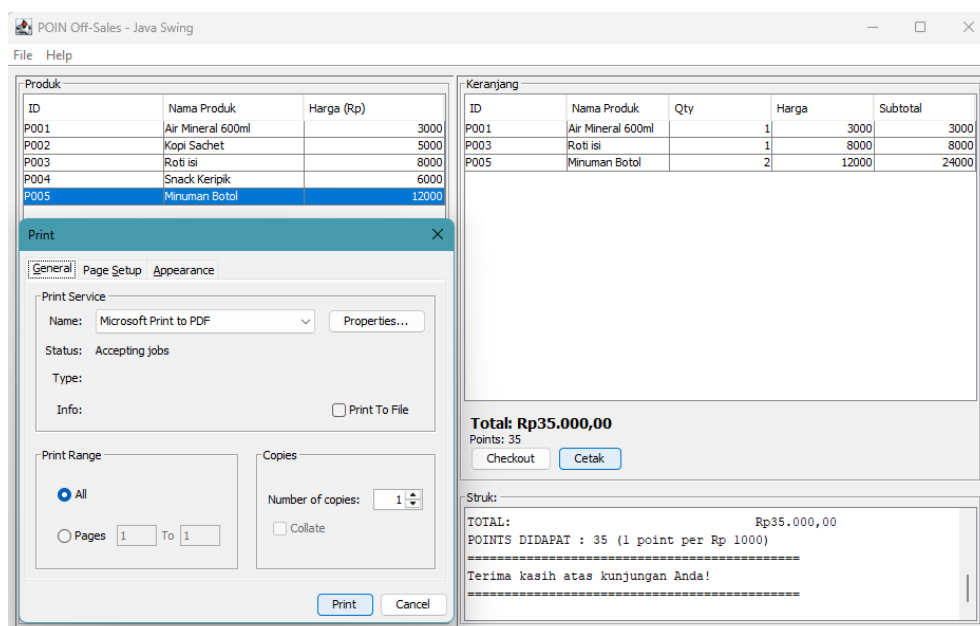 POIN Off-Sales - Java Swing
File Help
Produk
ID Nama Produk Harga (Rp)
P001 Air Mineral 600ml 3000
P002 Kopi Sachet 5000
P003 Roti isi 8000
P004 Snack Keripik 6000
P005 Minuman Botol 12000
Print
General Page Setup Appearance
Print Service
Name: Microsoft Print to PDF Properties...
Status: Accepting jobs
Type:
Info: Print To File
Print Range
All
Pages 1 To 1
Copies
Number of copies: 1
Collate
Print Cancel
Keranjang
ID Nama Produk Qty Harga Subtotal
P001 Air Mineral 600ml 1 3000 3000
P003 Roti isi 1 8000 8000
P005 Minuman Botol 2 12000 24000
Total: Rp35.000,00
Points: 35
Checkout Cetak
Struk:
TOTAL: Rp35.000,00
POINTS DIDAPAT : 35 (1 point per Rp 1000)
=============================================
Terima kasih atas kunjungan Anda!
=============================================